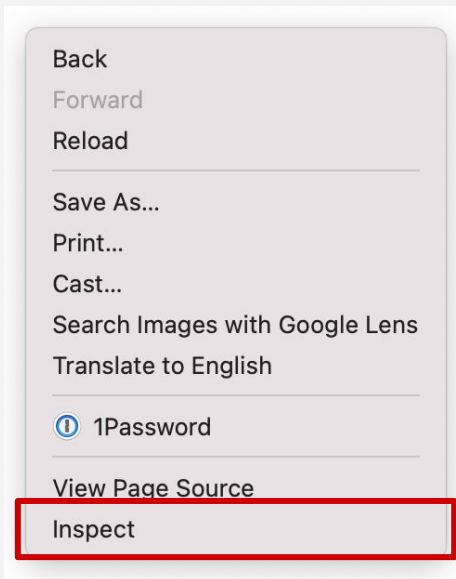 Back
Forward
Reload
Save As...
Print...
Cast...
Search Images with Google Lens
Translate to English
1Password
View Page Source
Inspect